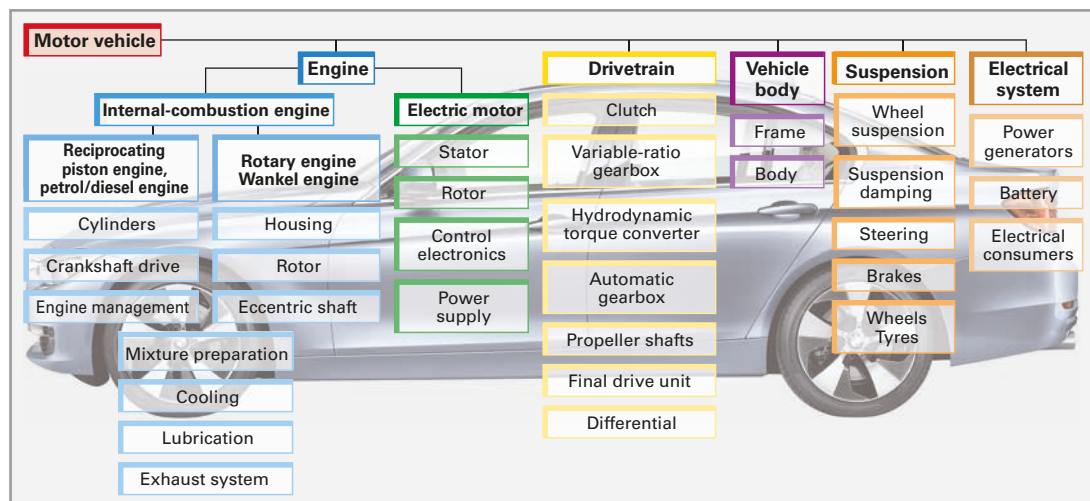 Motor vehicle
Engine
Internal-combustion engine
Reciprocating
piston engine,
petrol/diesel engine
Cylinders
Crankshaft drive
Engine management
Rotary engine
Wankel engine
Housing
Rotor
Eccentric shaft
Mixture preparation
Cooling
Lubrication
Exhaust system
Electric motor
Stator
Rotor
Control
electronics
Power
supply
Drivetrain
Clutch
Variable-ratio
gearbox
Hydrodynamic
torque converter
Automatic
gearbox
Propeller shafts
Final drive unit
Differential
Vehicle
body
Frame
Body
Suspension
Wheel
suspension
Suspension
damping
Steering
Brakes
Wheels
Tyres
Electrical
system
Power
generators
Battery
Electrical
consumers